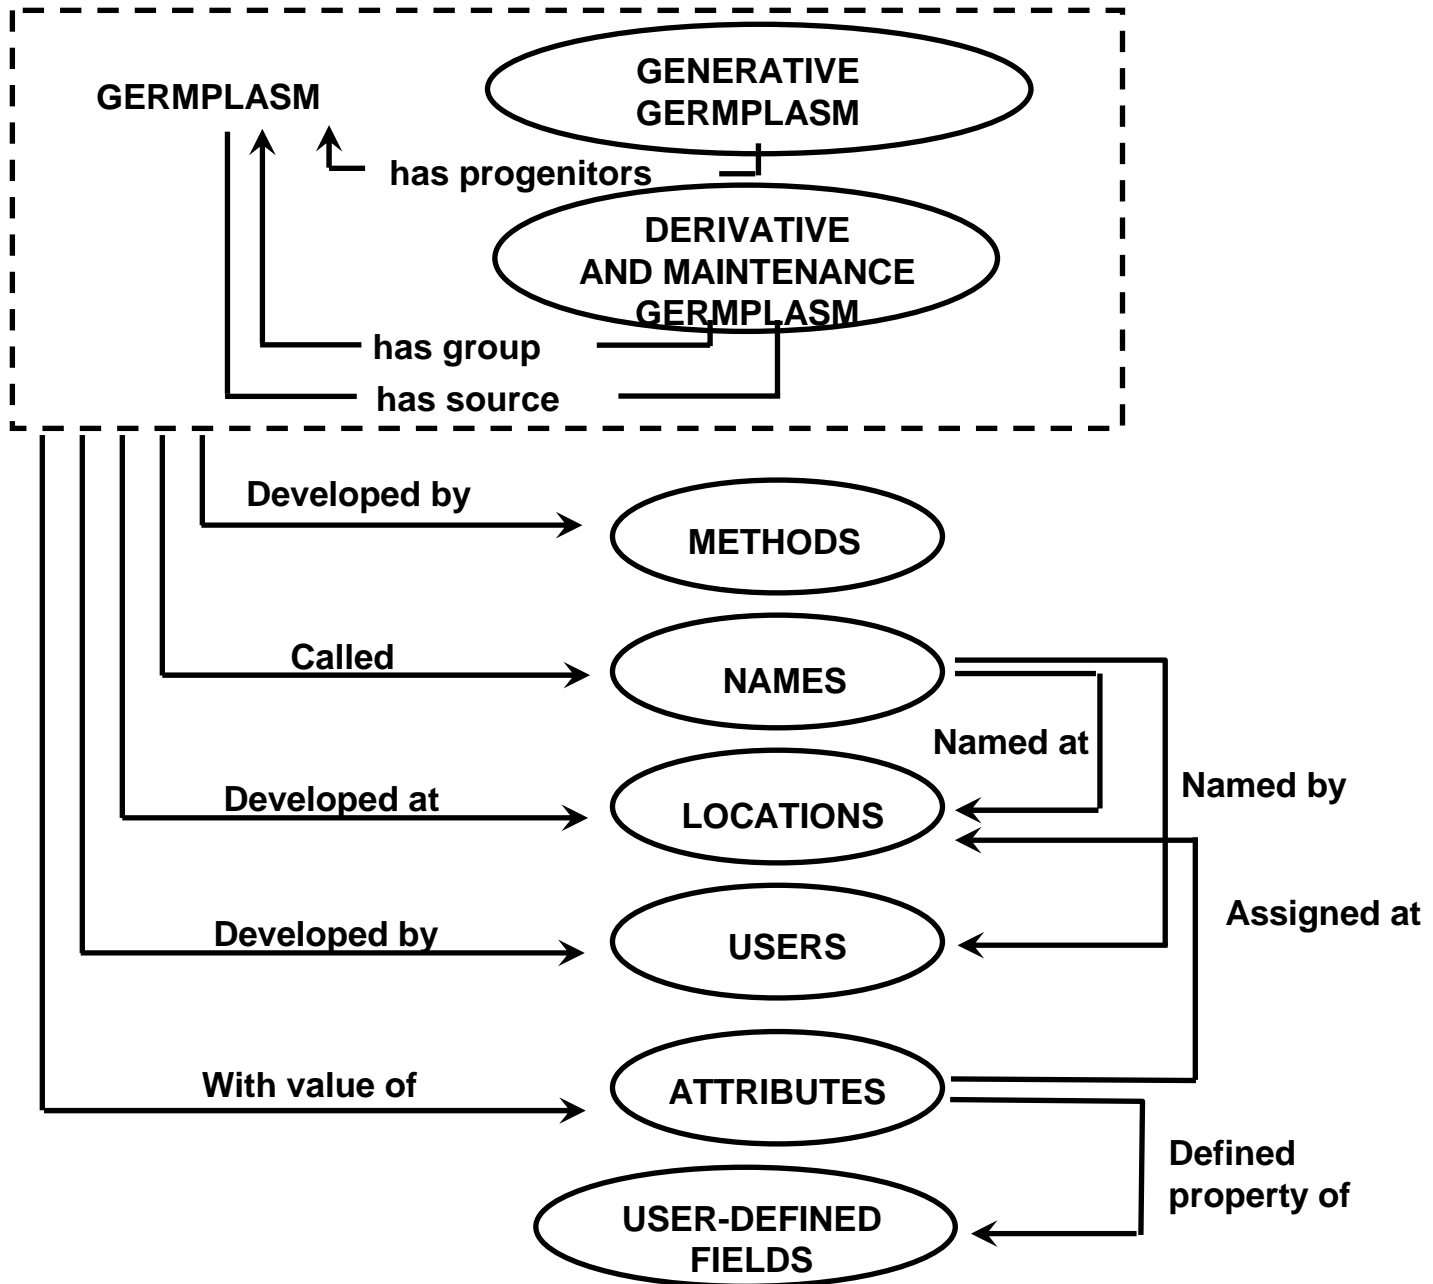 GERMPLASM
GENERATIVE
GERMPLASM
has progenitors
DERIVATIVE
AND MAINTENANCE
GERMPLASM
has group
has source
Developed by
METHODS
Called
NAMES
Named at
Named by
Developed at
LOCATIONS
Assigned at
Developed by
USERS
With value of
ATTRIBUTES
Defined
property of
USER-DEFINED
FIELDS